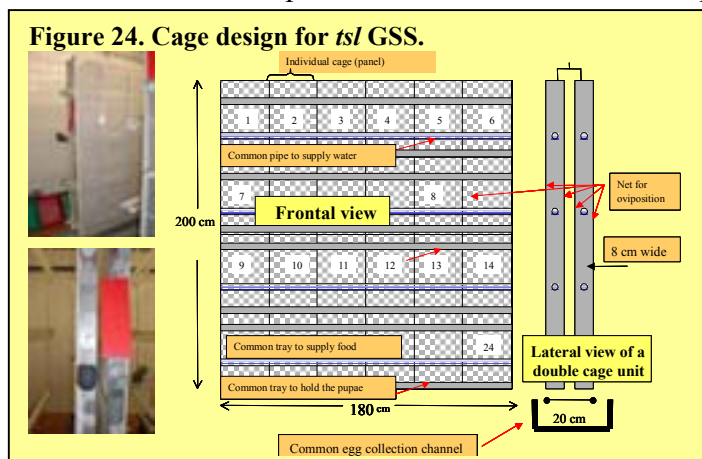 Figure 24. Cage design for tsl GSS.
Individual cage (panel)
1 2 3 4 5 6
Common pipe to supply water
7 8
Net for oviposition
200 cm
Frontal view
8 cm wide
9 10 11 12 13 14
Common tray to supply food
24
Lateral view of a double cage unit
Common tray to hold the pupae
180 cm
20 cm
Common egg collection channel